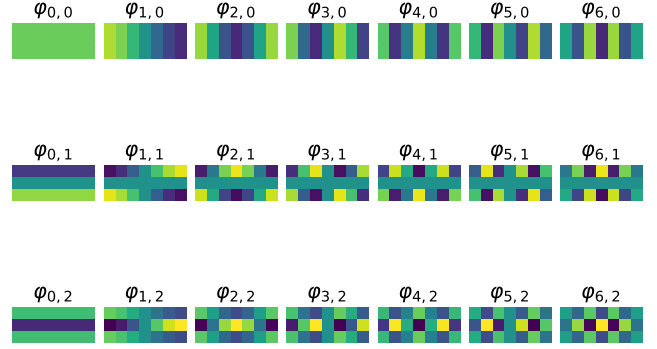 φ0, 0 φ1, 0 φ2, 0 φ3, 0 φ4, 0 φ5, 0 φ6, 0
φ0, 1 φ1, 1 φ2, 1 φ3, 1 φ4, 1 φ5, 1 φ6, 1
φ0, 2 φ1, 2 φ2, 2 φ3, 2 φ4, 2 φ5, 2 φ6, 2